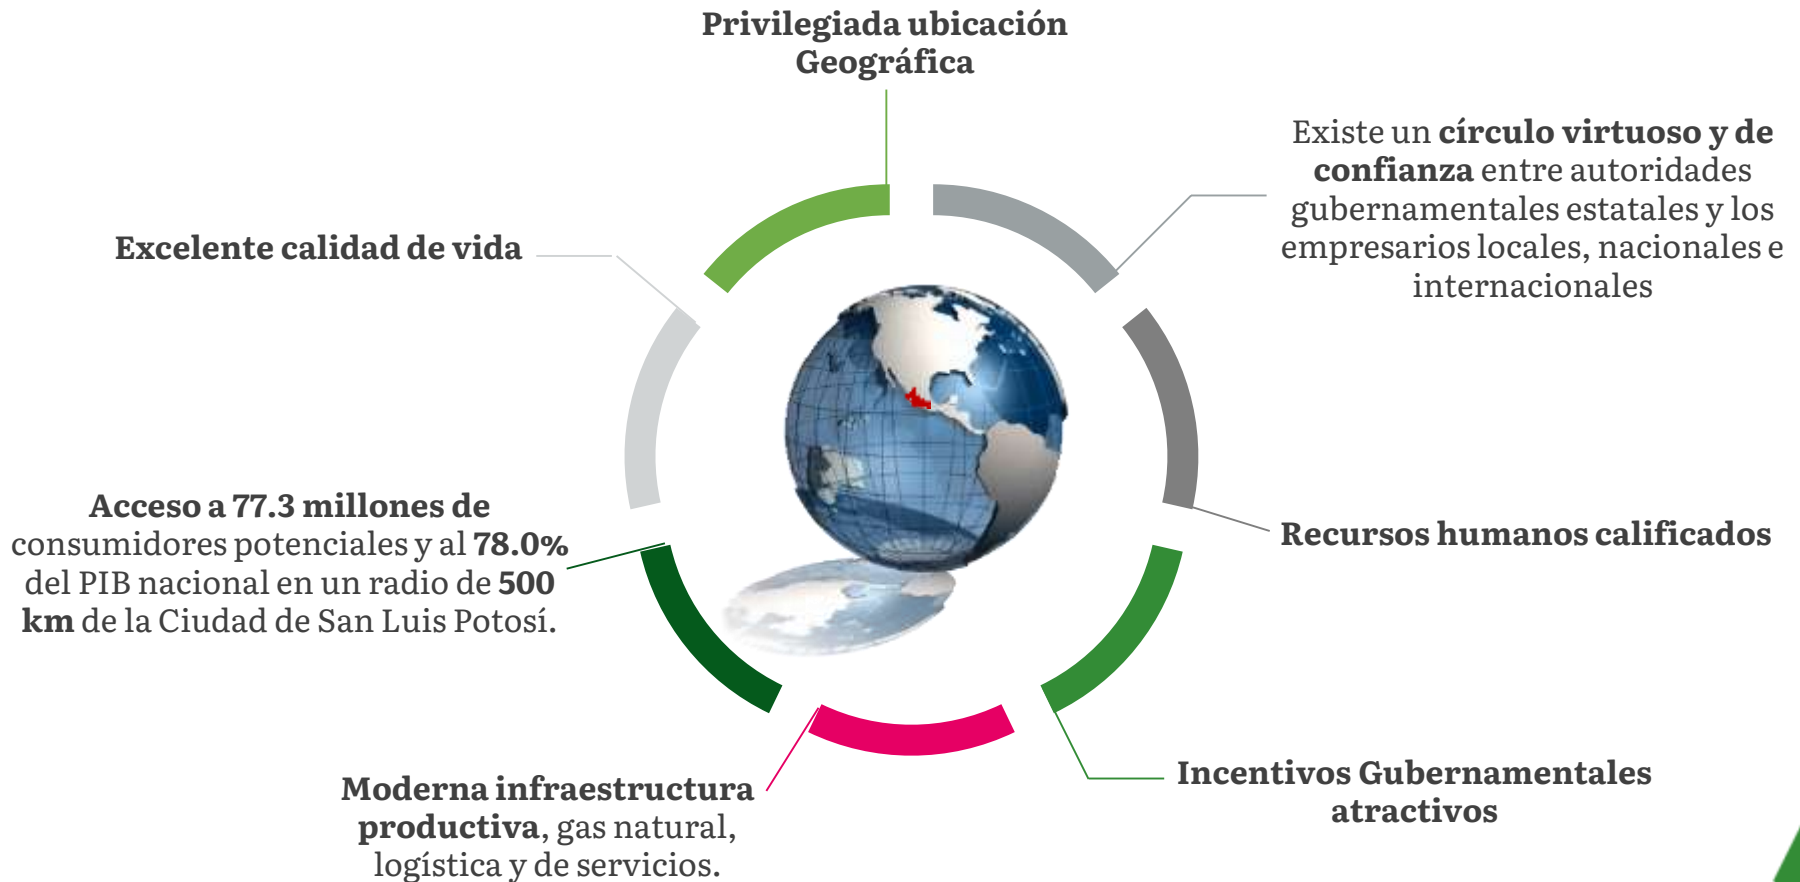 Privilegiada ubicación
Geográfica
Existe un círculo virtuoso y de
confianza entre autoridades
gubernamentales estatales y los
empresarios locales, nacionales e
internacionales
Excelente calidad de vida
Acceso a 77.3 millones de
consumidores potenciales y al 78.0%
del PIB nacional en un radio de 500
km de la Ciudad de San Luis Potosí.
Recursos humanos calificados
Moderna infraestructura
productiva, gas natural,
logística y de servicios.
Incentivos Gubernamentales
atractivos